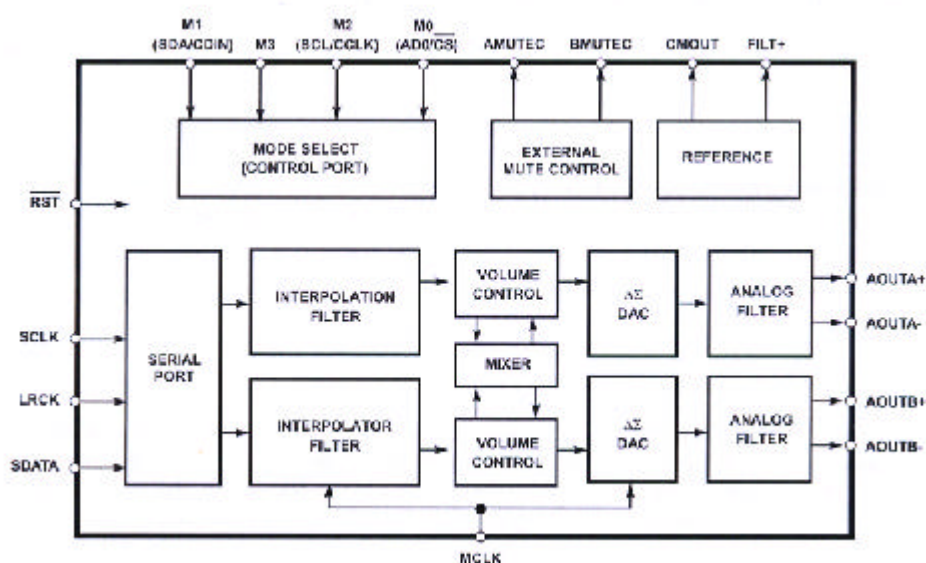 M1
(SDA/CDIN)
M3
M2
(SCL/CCLK)
M0
(AD0/CS)
AMUTEC
BMUTEC
CMOUT
FILT+
MODE SELECT
(CONTROL PORT)
EXTERNAL
MUTE CONTROL
REFERENCE
RST
SCLK
LRCK
SDATA
SERIAL
PORT
INTERPOLATION
FILTER
VOLUME
CONTROL
ΔΣ
DAC
ANALOG
FILTER
AOUTA+
AOUTA-
MIXER
INTERPOLATOR
FILTER
VOLUME
CONTROL
ΔΣ
DAC
ANALOG
FILTER
AOUTB+
AOUTB-
MCLK